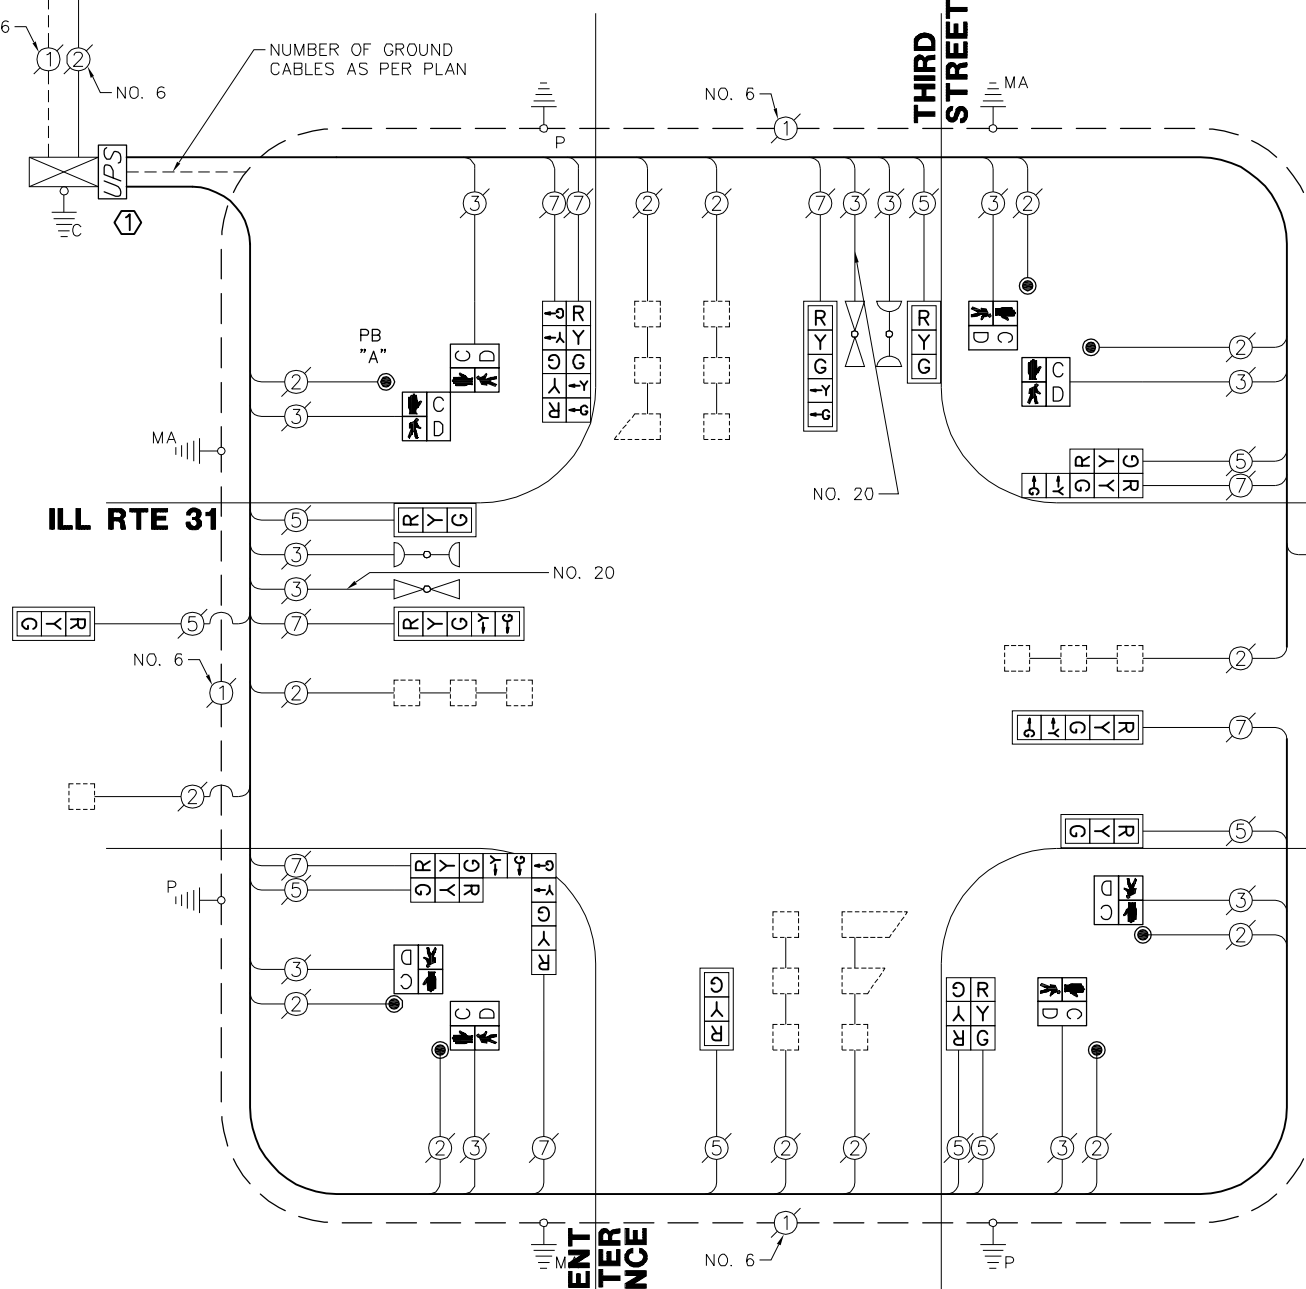 6
1 2
NUMBER OF GROUND
CABLES AS PER PLAN
NO. 6
THIRD
STREET
MA
NO. 6
1
P
UPS
C
1
3 7 7 2 2 7 3 3 5 3 2
PB
"A"
C D
C
D
G R
Y Y
G G
Y Y
R G
R
Y
G
Y
G
R
Y
G
D C
C
D
2
3
2
3
MA
NO. 20
R Y G
G Y G Y R
5
7
ILL RTE 31
5 R Y G
3
3
NO. 20
G Y R 5 7 R Y G Y G
NO. 6
1
2
2
2
G Y G Y R 7
G Y R 5
7 R Y G Y G G
5 G Y R Y
G
Y
R
P
D
C
3
2
3
2
D
C
C D
G
Y
R
G R
Y Y
R G
D C
2 3 7 5 2 2 5 5 3 2
1
NO. 6
M
P
ENT
TER
NCE